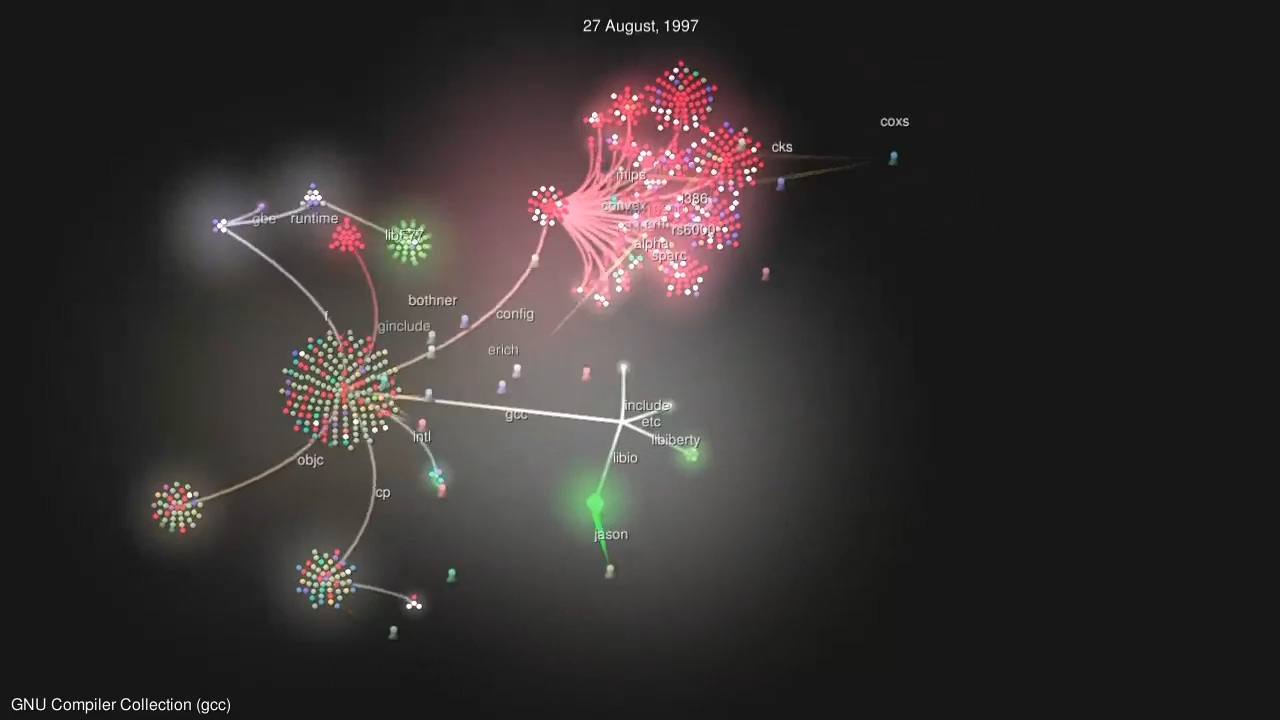 27 August, 1997
coxs
cks
mips
i386
convex
arm
rs6000
alpha
sparc
gbe
runtime
libF77
bothner
f
config
ginclude
erich
include
gcc
etc
intl
libiberty
objc
libio
cp
jason
GNU Compiler Collection (gcc)